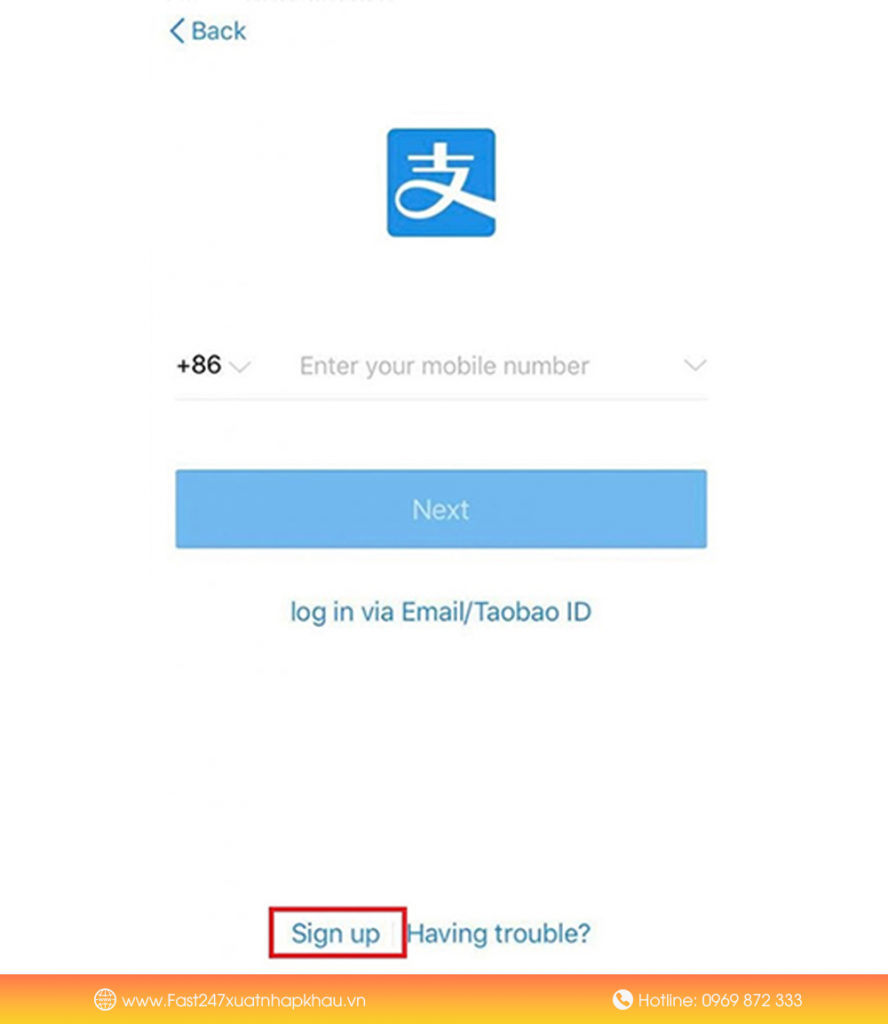 Back
支
+86 Enter your mobile number
Next
log in via Email/Taobao ID
Sign up Having trouble?
www.Fast247xuatnhapkhau.vn Hotline: 0969 872 333